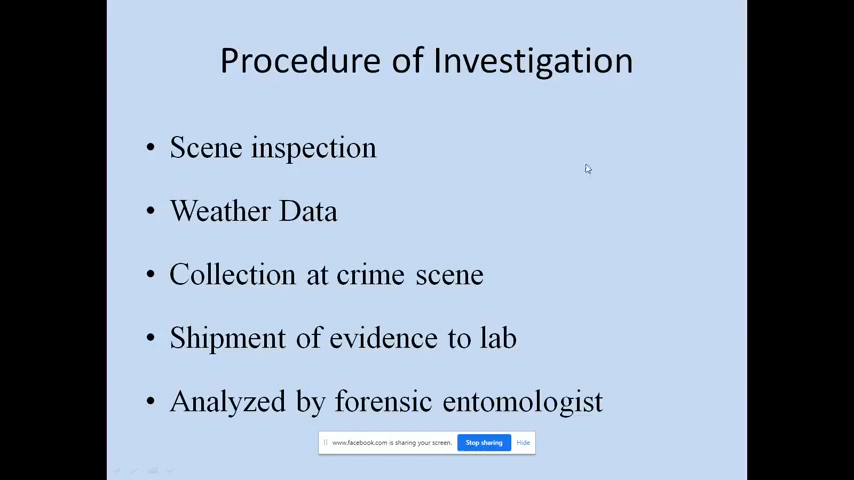 Procedure of Investigation
• Scene inspection
• Weather Data
• Collection at crime scene
• Shipment of evidence to lab
• Analyzed by forensic entomologist
www.facebook.com is sharing your screen. Stop sharing Hide